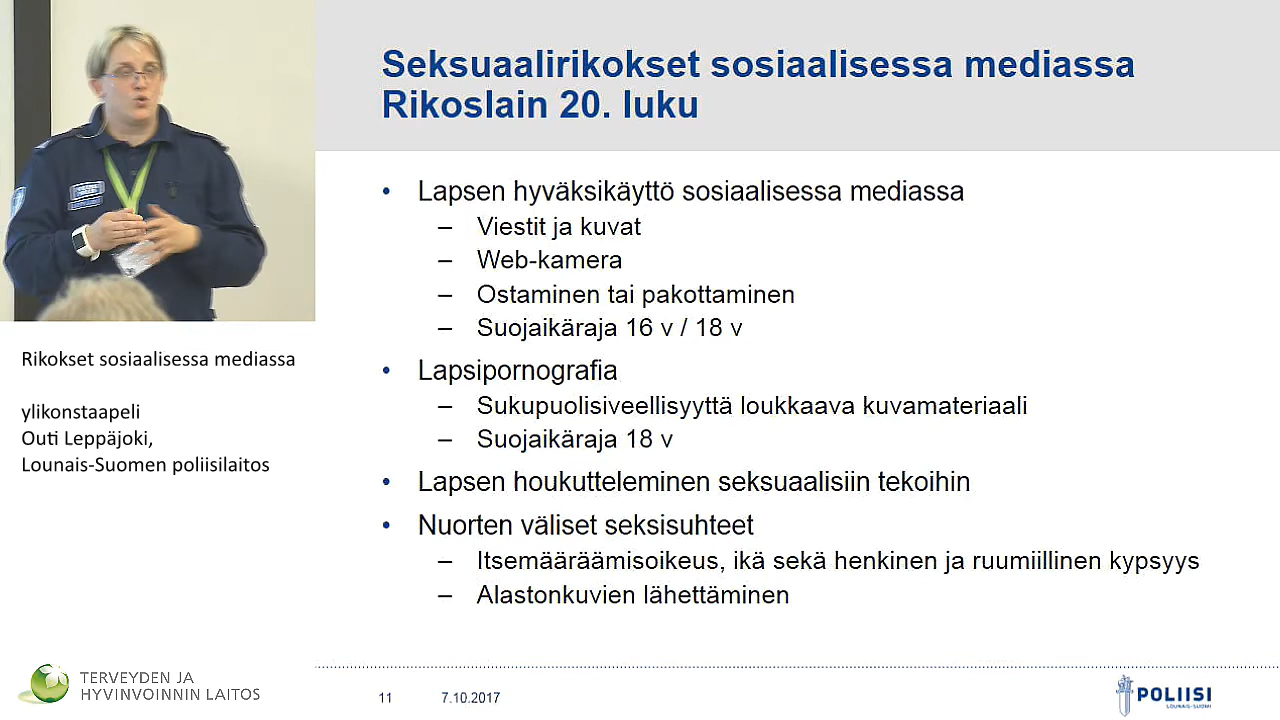 Seksuaalirikokset sosiaalisessa mediassa
Rikoslain 20. luku
• Lapsen hyväksikäyttö sosiaalisessa mediassa
– Viestit ja kuvat
– Web-kamera
– Ostaminen tai pakottaminen
– Suojaikäraja 16 v / 18 v
• Lapsipornografia
– Sukupuolisiveellisyyttä loukkaava kuvamateriaali
– Suojaikäraja 18 v
• Lapsen houkutteleminen seksuaalisiin tekoihin
• Nuorten väliset seksisuhteet
– Itsemääräämisoikeus, ikä sekä henkinen ja ruumiillinen kypsyys
– Alastonkuvien lähettäminen
Rikokset sosiaalisessa mediassa
ylikonstaapeli
Outi Leppäjoki,
Lounais-Suomen poliisilaitos
TERVEYDEN JA
HYVINVOINNIN LAITOS
11 7.10.2017
POLIISI
LOUNAIS-SUOMI